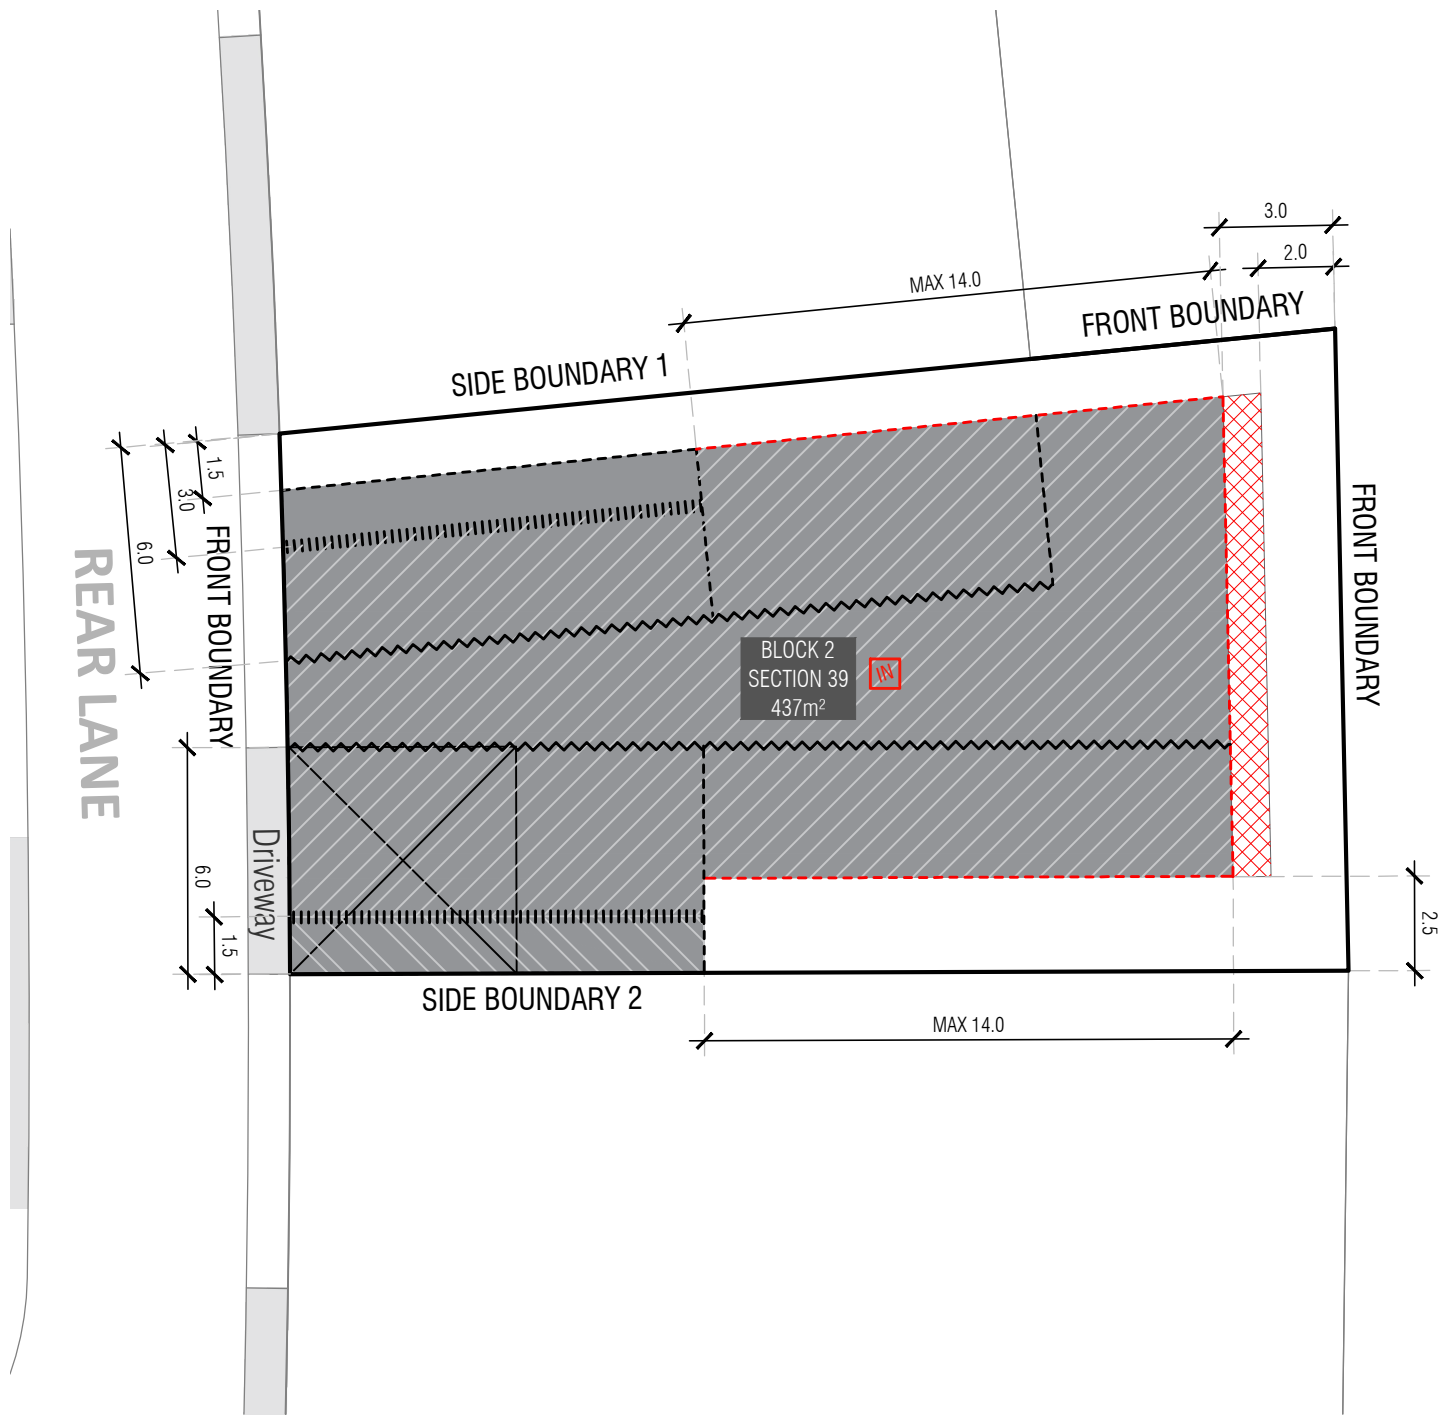 3.0
2.0
MAX 14.0
FRONT BOUNDARY
SIDE BOUNDARY 1
1.5
3.0
6.0
FRONT BOUNDARY
REAR LANE
FRONT BOUNDARY
BLOCK 2
SECTION 39
437m²
IN
Driveway
6.0
1.5
2.5
SIDE BOUNDARY 2
MAX 14.0